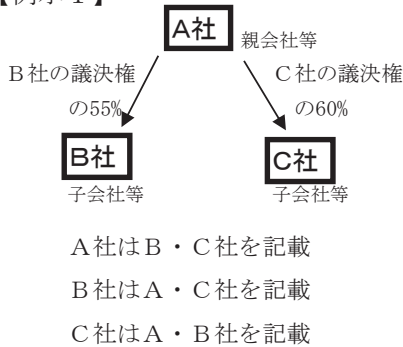 A社
親会社等
B社の議決権
の55%
C社の議決権
の60%
B社
子会社等
C社
子会社等
A社はB・C社を記載
B社はA・C社を記載
C社はA・B社を記載